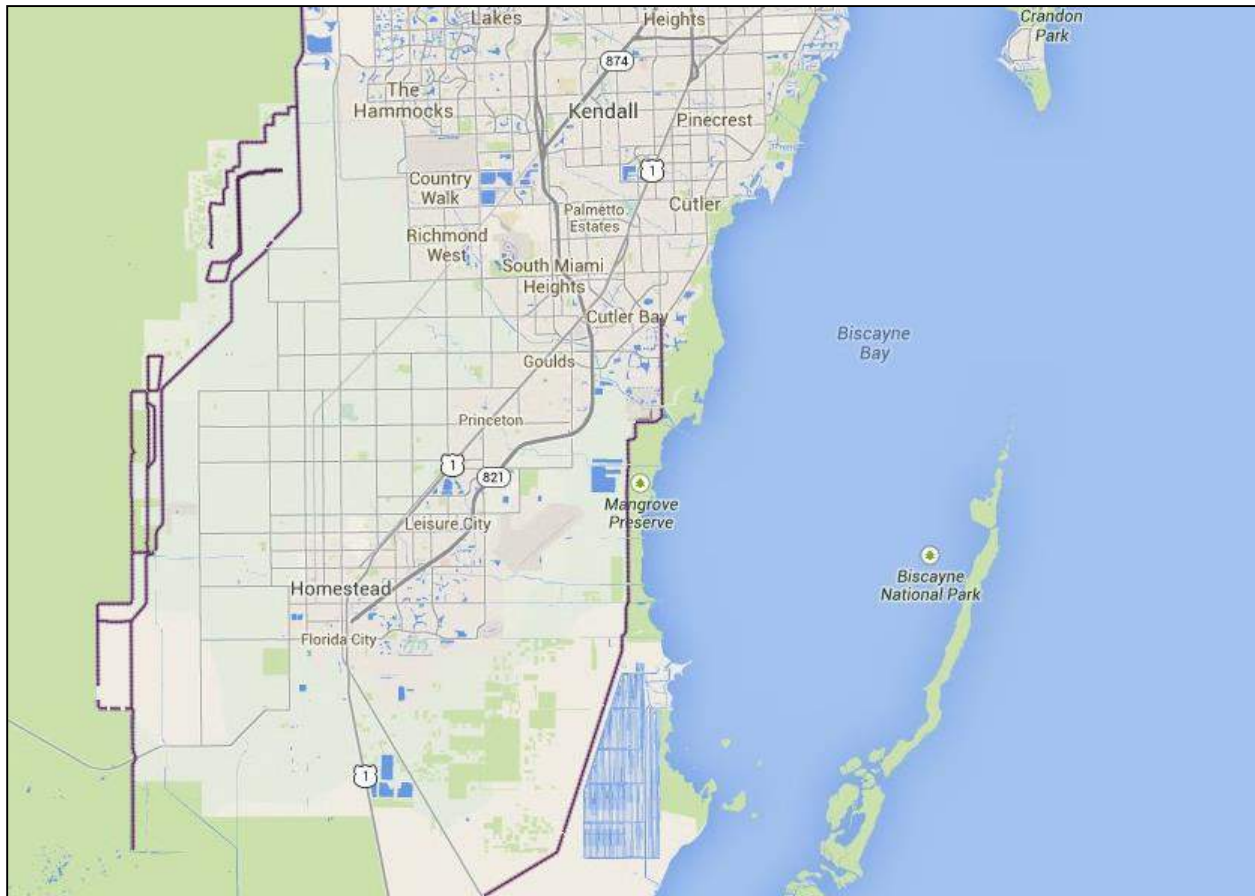 Lakes
Heights
Crandon
Park
874
The
Hammocks
Kendall
Pinecrest
1
Country
Walk
Cutler
Palmetto
Estates
Richmond
West
South Miami
Heights
Cutler Bay
Biscayne
Bay
Goulds
Princeton
1
821
Mangrove
Preserve
Leisure City
Biscayne
National Park
Homestead
Florida City
1